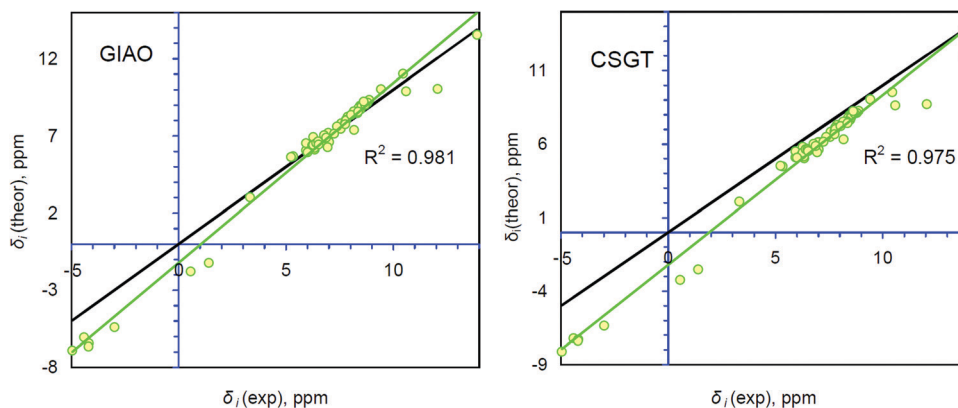 GIAO
12
7
2
-3
-8
-5
0
5
10
R² = 0.981
δi(theor), ppm
δi(exp), ppm
CSGT
11
6
1
-4
-9
-5
0
5
10
R² = 0.975
δi(theor), ppm
δi(exp), ppm